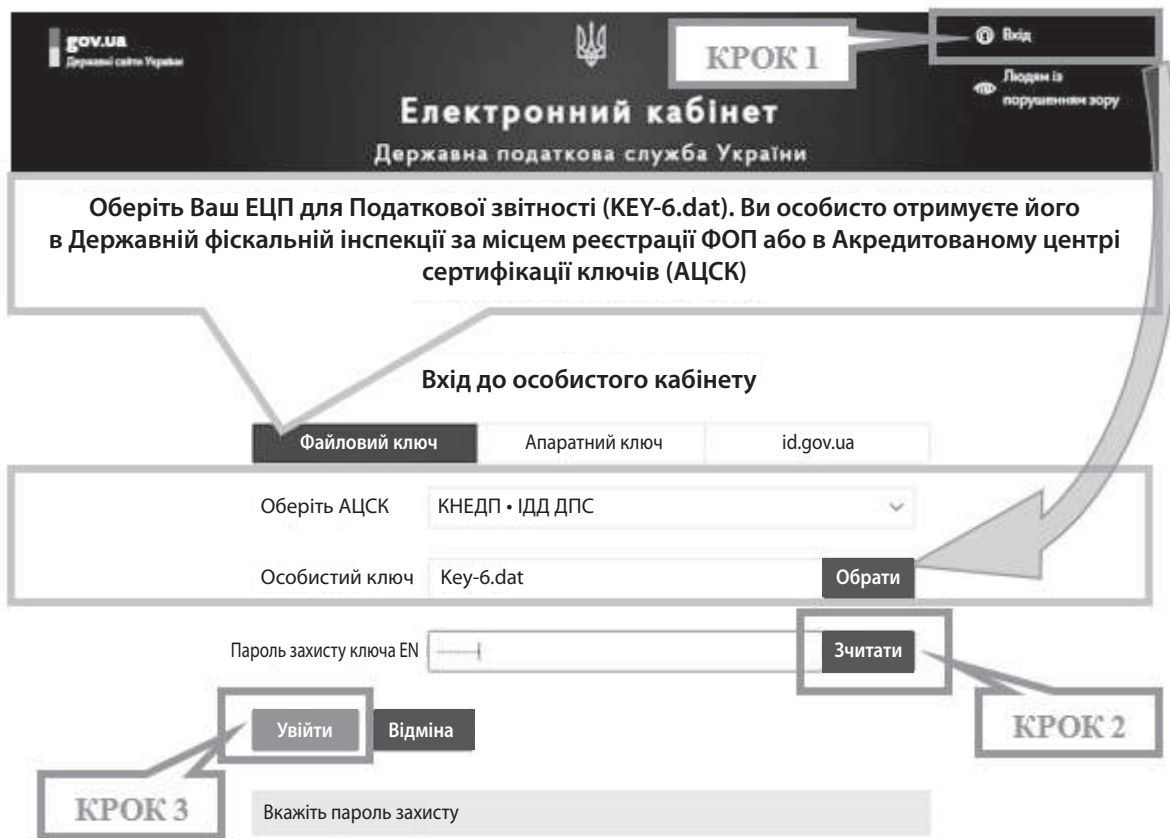 gov.ua
Державні сайти України
КРОК 1
Вхід
Людям із
порушенням зору
Електронний кабінет
Державна податкова служба України
Оберіть Ваш ЕЦП для Податкової звітності (KEY-6.dat). Ви особисто отримуєте його
в Державній фіскальній інспекції за місцем реєстрації ФОП або в Акредитованому центрі
сертифікації ключів (АЦСК)
Вхід до особистого кабінету
Файловий ключ Апаратний ключ id.gov.ua
Оберіть АЦСК КНЕДП • ІДД ДПС
Особистий ключ Key-6.dat Обрати
Пароль захисту ключа EN Зчитати
Увійти Відміна
КРОК 2
КРОК 3
Вкажіть пароль захисту